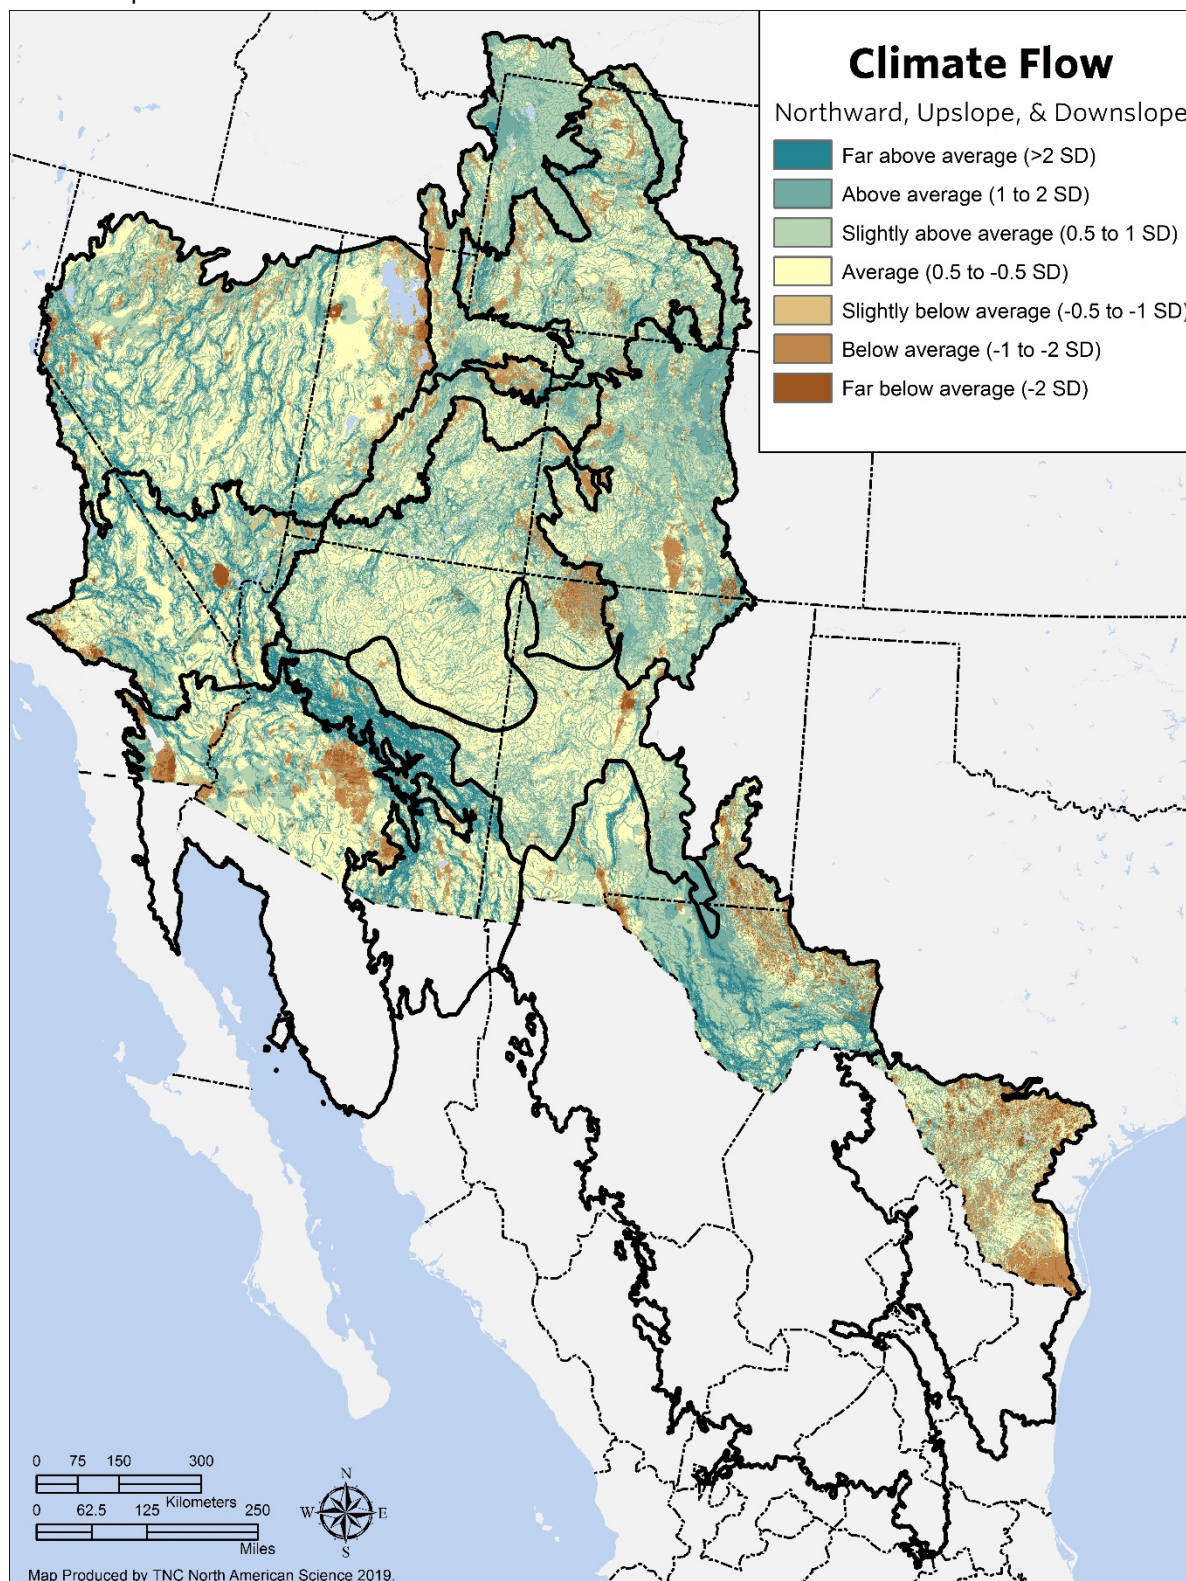 Climate Flow
Northward, Upslope, & Downslope
Far above average (>2 SD)
Above average (1 to 2 SD)
Slightly above average (0.5 to 1 SD)
Average (0.5 to -0.5 SD)
Slightly below average (-0.5 to -1 SD)
Below average (-1 to -2 SD)
Far below average (-2 SD)
0 75 150 300
Kilometers
0 62.5 125 250
Miles
N
W E
S
Map Produced by TNC North American Science 2019.